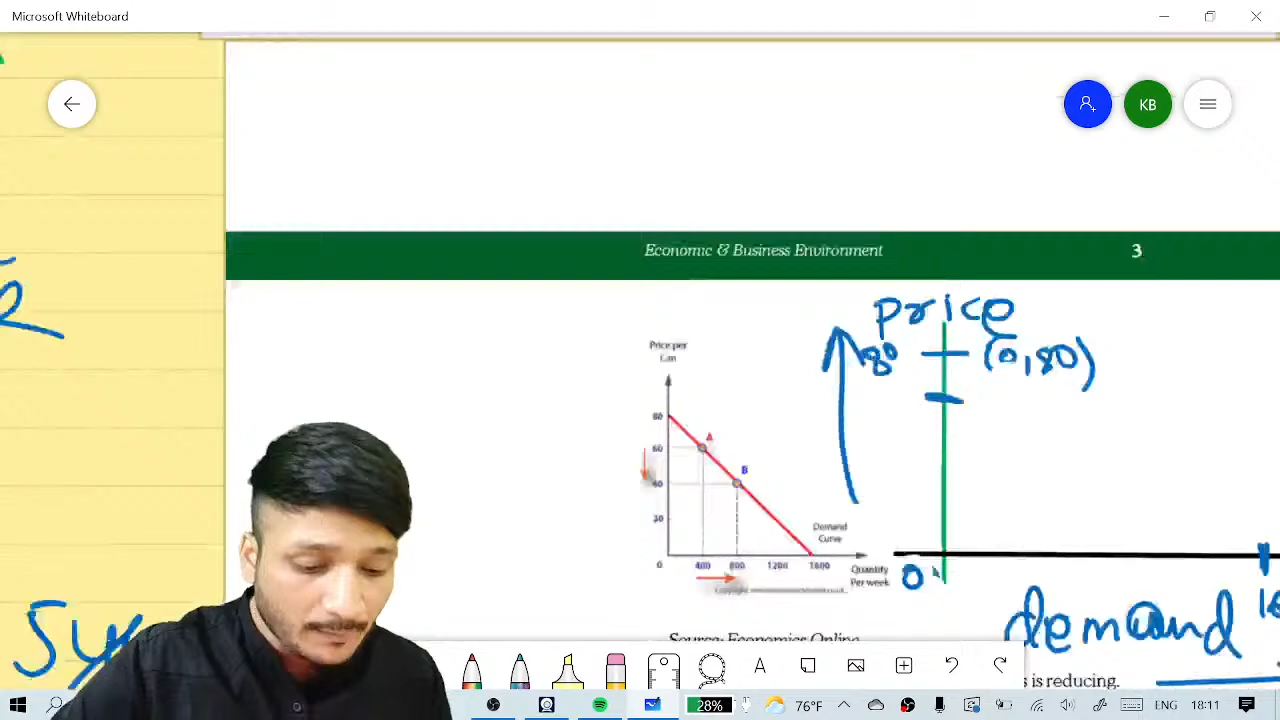 Microsoft Whiteboard
KB
Economic & Business Environment
3
price
80
(0,80)
Price per
Can
80
60
40
20
A
B
Demand
Curve
0
400
800
1200
1600
Quantity
Per week
0
demand
Source: Economics Online
s is reducing.
28%
76°F
ENG
18:11